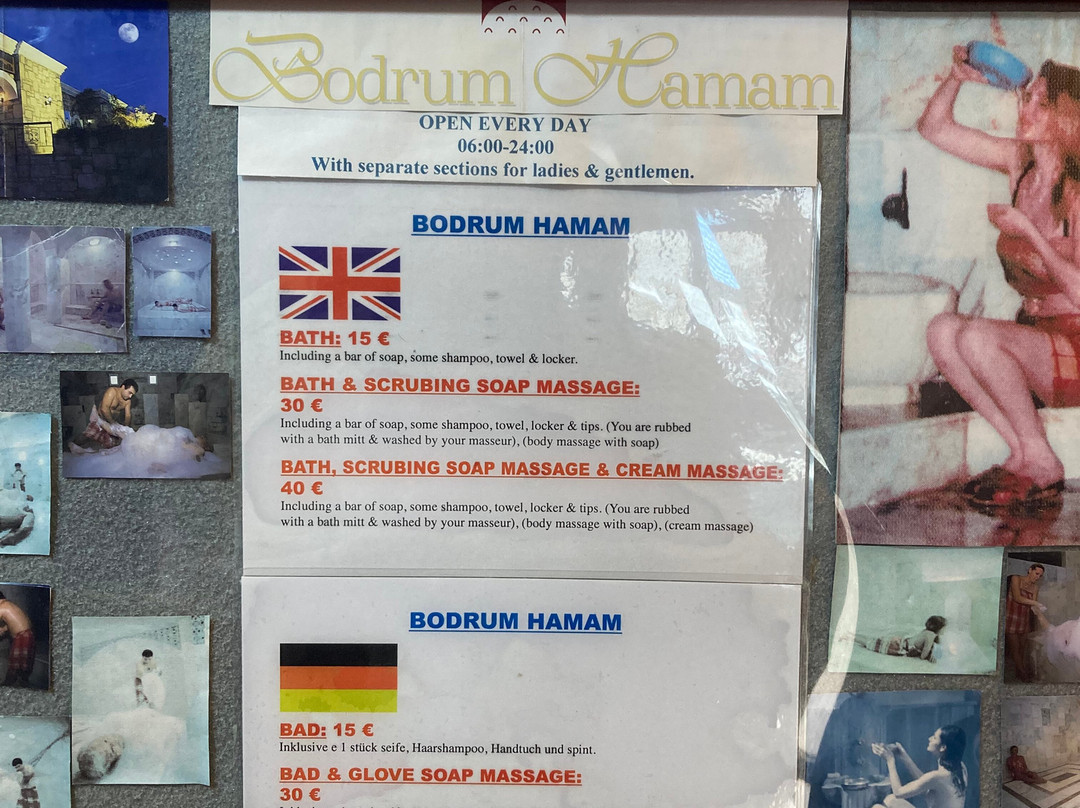 Bodrum Hamam
OPEN EVERY DAY
06:00-24:00
With separate sections for ladies & gentlemen.
BODRUM HAMAM
BATH: 15 €
Including a bar of soap, some shampoo, towel & locker.
BATH & SCRUBING SOAP MASSAGE:
30 €
Including a bar of soap, some shampoo, towel, locker & tips. (You are rubbed
with a bath mitt & washed by your masseur), (body massage with soap)
BATH, SCRUBING SOAP MASSAGE & CREAM MASSAGE:
40 €
Including a bar of soap, some shampoo, towel, locker & tips. (You are rubbed
with a bath mitt & washed by your masseur), (body massage with soap), (cream massage)
BODRUM HAMAM
BAD: 15 €
Inklusive e 1 stück seife, Haarshampoo, Handtuch und spint.
BAD & GLOVE SOAP MASSAGE:
30 €